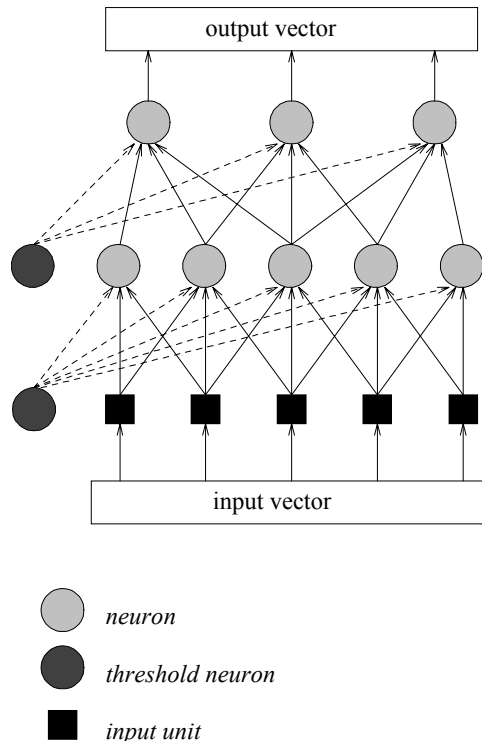 output vector
input vector
neuron
threshold neuron
input unit